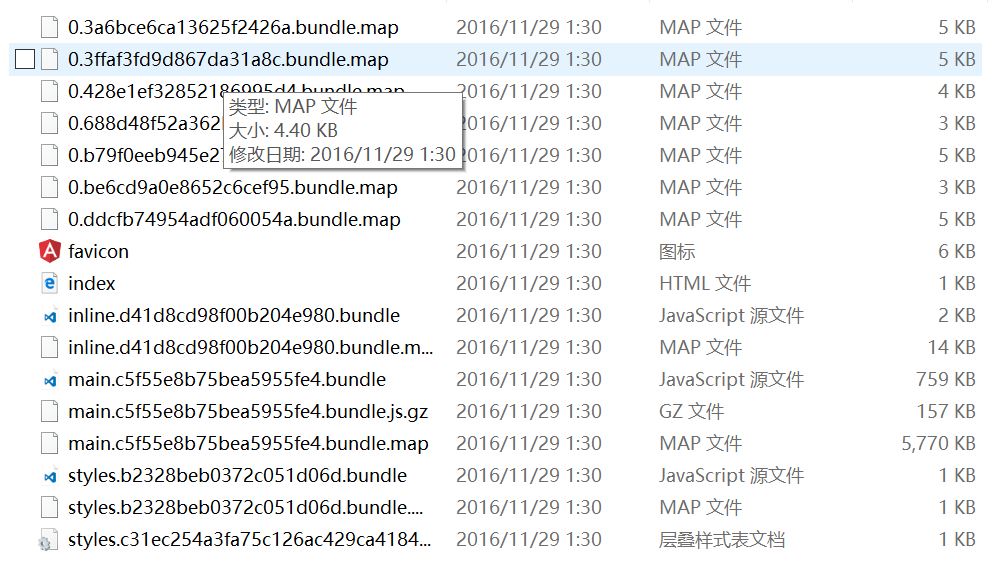 0.3a6bce6ca13625f2426a.bundle.map 2016/11/29 1:30 MAP 文件 5 KB
0.3ffaf3fd9d867da31a8c.bundle.map 2016/11/29 1:30 MAP 文件 5 KB
0.428e1ef32852186995d4.bundle.map 2016/11/29 1:30 MAP 文件 4 KB
类型: MAP 文件
0.688d48f52a362 2016/11/29 1:30 MAP 文件 3 KB
大小: 4.40 KB
0.b79f0eeb945e2 2016/11/29 1:30 MAP 文件 5 KB
修改日期: 2016/11/29 1:30
0.be6cd9a0e8652c6cef95.bundle.map 2016/11/29 1:30 MAP 文件 3 KB
0.ddcfb74954adf060054a.bundle.map 2016/11/29 1:30 MAP 文件 5 KB
favicon 2016/11/29 1:30 图标 6 KB
index 2016/11/29 1:30 HTML 文件 1 KB
inline.d41d8cd98f00b204e980.bundle 2016/11/29 1:30 JavaScript 源文件 2 KB
inline.d41d8cd98f00b204e980.bundle.m... 2016/11/29 1:30 MAP 文件 14 KB
main.c5f55e8b75bea5955fe4.bundle 2016/11/29 1:30 JavaScript 源文件 759 KB
main.c5f55e8b75bea5955fe4.bundle.js.gz 2016/11/29 1:30 GZ 文件 157 KB
main.c5f55e8b75bea5955fe4.bundle.map 2016/11/29 1:30 MAP 文件 5,770 KB
styles.b2328beb0372c051d06d.bundle 2016/11/29 1:30 JavaScript 源文件 1 KB
styles.b2328beb0372c051d06d.bundle.... 2016/11/29 1:30 MAP 文件 1 KB
styles.c31ec254a3fa75c126ac429ca4184... 2016/11/29 1:30 层叠样式表文档 1 KB